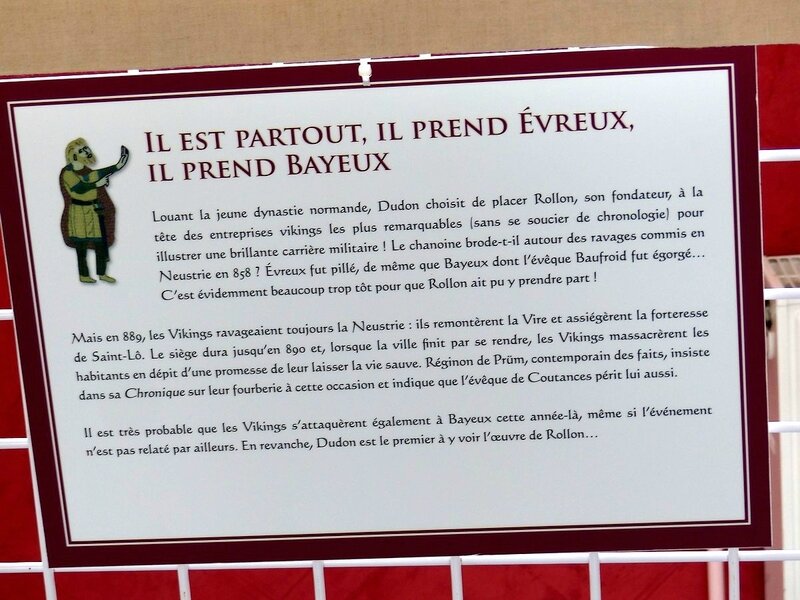 IL EST PARTOUT, IL PREND ÉVREUX,
IL PREND BAYEUX
Louant la jeune dynastie normande, Dudon choisit de placer Rollon, son fondateur, à la
tête des entreprises vikings les plus remarquables (sans se soucier de chronologie) pour
illustrer une brillante carrière militaire ! Le chanoine brode-t-il autour des ravages commis en
Neustrie en 858 ? Évreux fut pillé, de même que Bayeux dont l'évêque Baufroid fut égorgé...
C'est évidemment beaucoup trop tôt pour que Rollon ait pu y prendre part !
Mais en 889, les Vikings ravageaient toujours la Neustrie : ils remontèrent la Vire et assiégèrent la forteresse
de Saint-Lô. Le siège dura jusqu'en 890 et, lorsque la ville finit par se rendre, les Vikings massacrèrent les
habitants en dépit d'une promesse de leur laisser la vie sauve. Réginon de Prüm, contemporain des faits, insiste
dans sa Chronique sur leur fourberie à cette occasion et indique que l'évêque de Coutances périt lui aussi.
Il est très probable que les Vikings s'attaquèrent également à Bayeux cette année-là, même si l'événement
n'est pas relaté par ailleurs. En revanche, Dudon est le premier à y voir l'œuvre de Rollon...